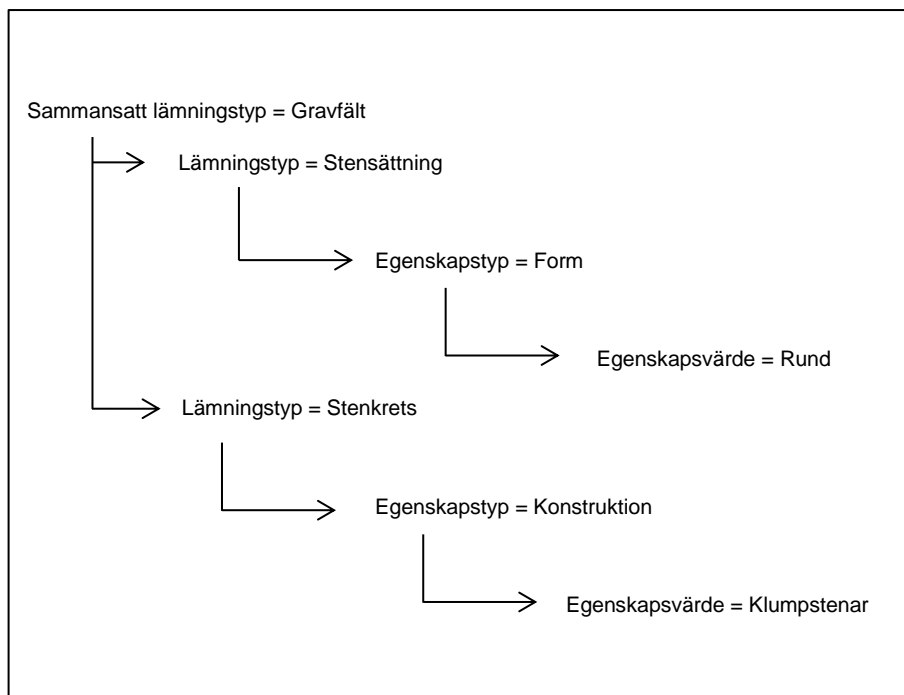 Sammansatt lämningstyp = Gravfält
Lämningstyp = Stensättning
Egenskapstyp = Form
Egenskapsvärde = Rund
Lämningstyp = Stenkrets
Egenskapstyp = Konstruktion
Egenskapsvärde = Klumpstenar